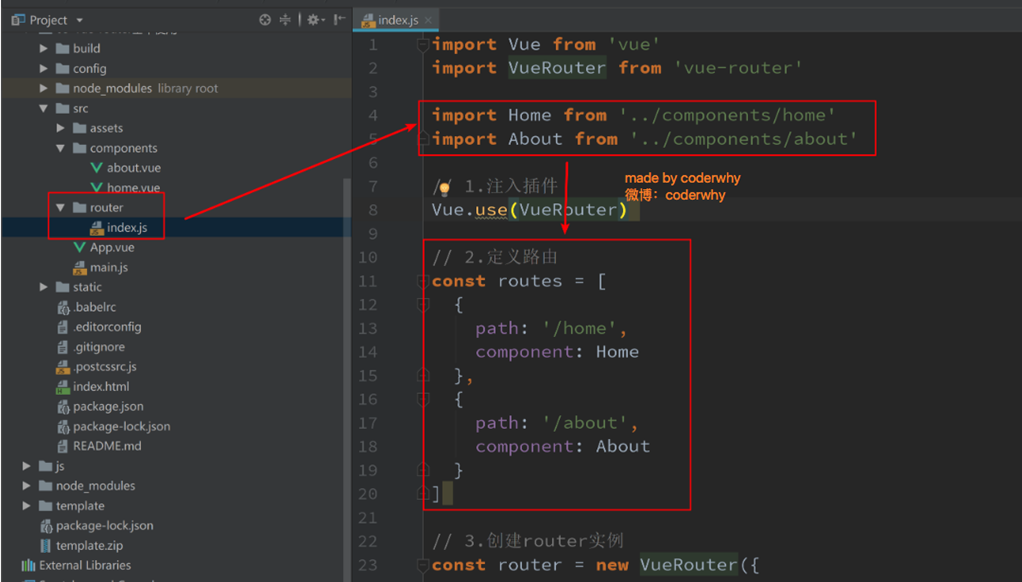 Project
build
config
node_modules library root
src
assets
components
about.vue
home.vue
router
index.js
App.vue
main.js
static
.babelrc
.editorconfig
.gitignore
.postcssrc.js
index.html
package.json
package-lock.json
README.md
js
node_modules
template
package-lock.json
template.zip
External Libraries
index.js
1 import Vue from 'vue'
2 import VueRouter from 'vue-router'
3
4 import Home from '../components/home'
5 import About from '../components/about'
6
7 // 1.注入插件
8 Vue.use(VueRouter)
9
10 // 2.定义路由
11 const routes = [
12 {
13 path: '/home',
14 component: Home
15 },
16 {
17 path: '/about',
18 component: About
19 }
20 ]
21
22 // 3.创建router实例
23 const router = new VueRouter({
made by coderwhy
微博：coderwhy